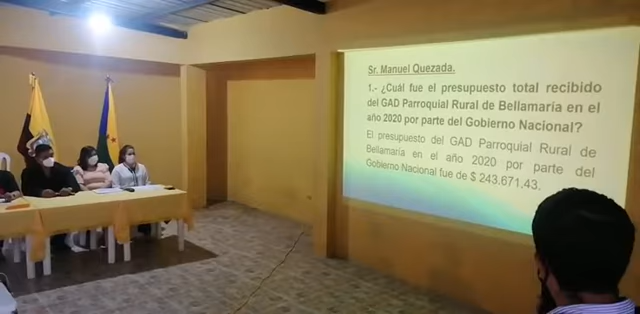 Sr. Manuel Quezada.
1.- ¿Cuál fue el presupuesto total recibido
del GAD Parroquial Rural de Bellamaría en el
año 2020 por parte del Gobierno Nacional?
El presupuesto del GAD Parroquial Rural de
Bellamaría en el año 2020 por parte del
Gobierno Nacional fue de $ 243.671,43.